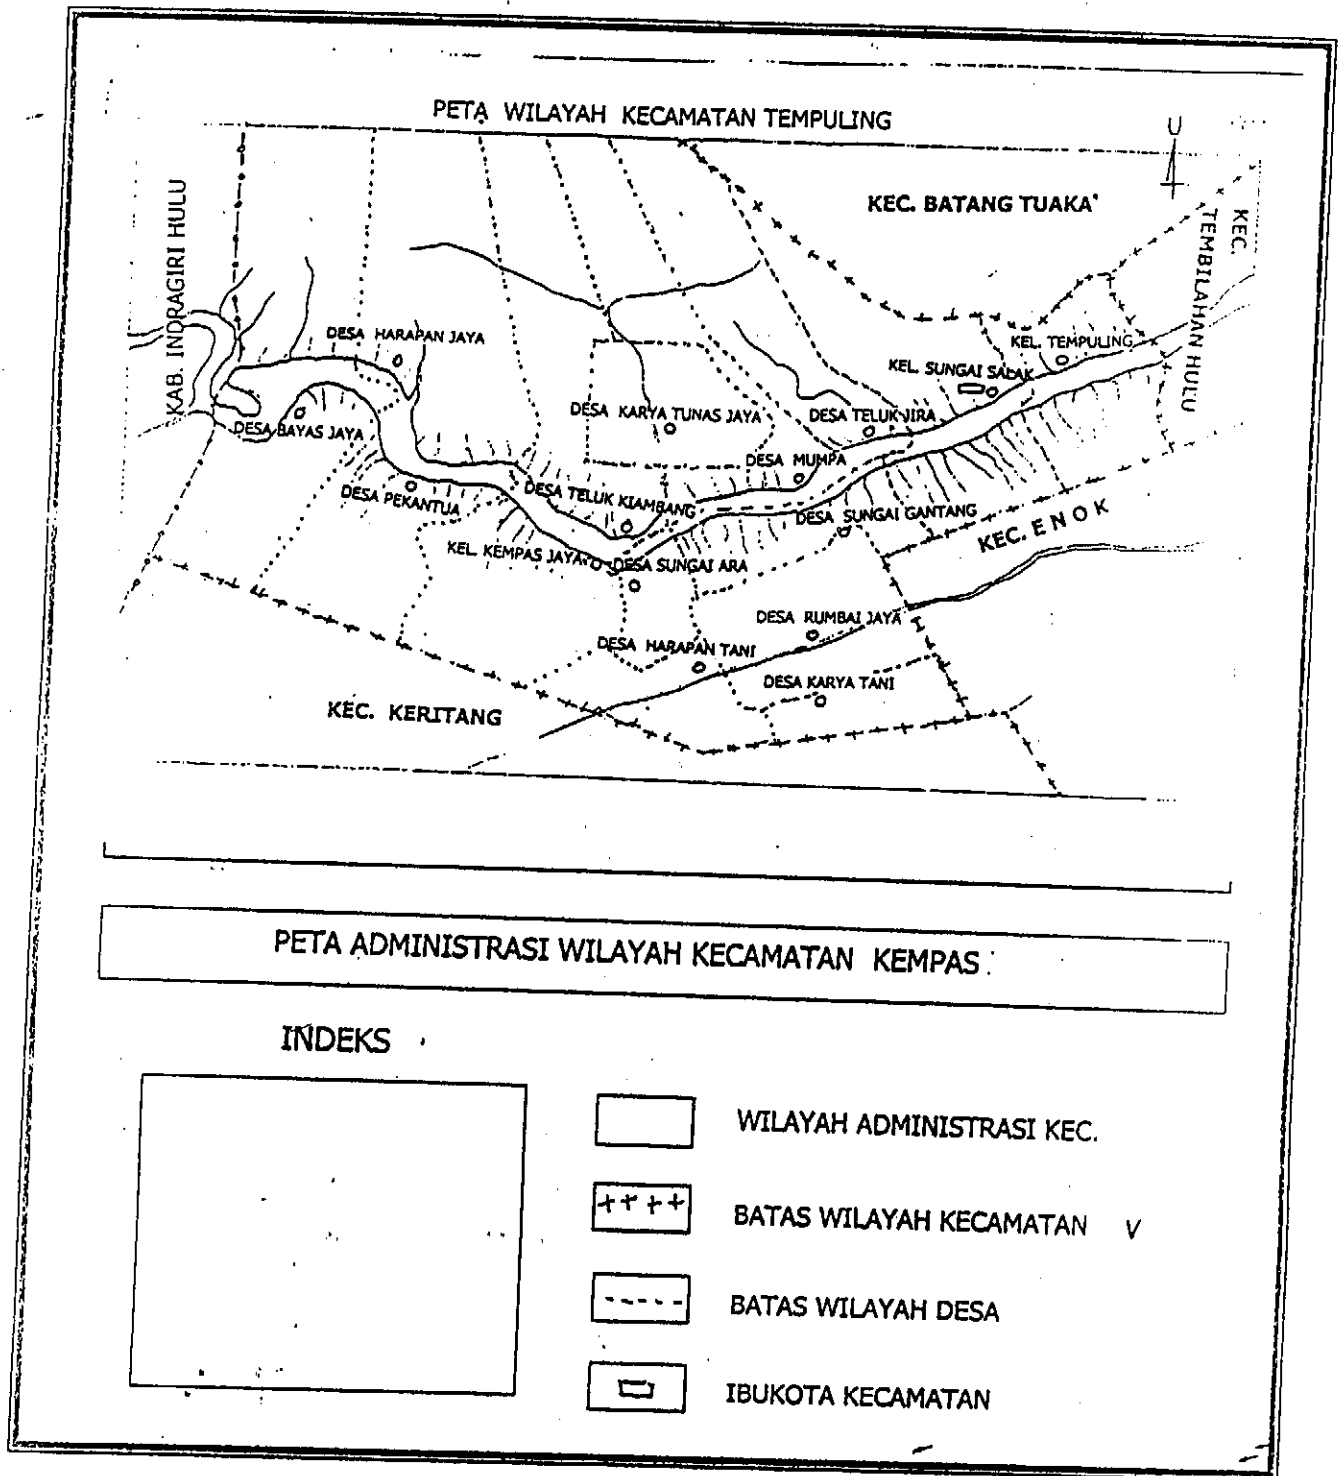 PETA WILAYAH KECAMATAN TEMPULING
U
KEC. BATANG TUAKA
KEC.
TEMBILAHAN HULU
KAB. INDRAGIRI HULU
DESA HARAPAN JAYA
KEL. TEMPULING
KEL. SUNGAI SALAK
DESA KARYA TUNAS JAYA
DESA TELUK JIRA
DESA BAYAS JAYA
DESA MUMPA
DESA PEKANTUA
DESA TELUK KIAMBANG
DESA SUNGAI GANTANG
KEC. ENOK
KEL. KEMPAS JAYA
DESA SUNGAI ARA
DESA RUMBAI JAYA
DESA HARAPAN TANI
DESA KARYA TANI
KEC. KERITANG
PETA ADMINISTRASI WILAYAH KECAMATAN KEMPAS
INDEKS
WILAYAH ADMINISTRASI KEC.
BATAS WILAYAH KECAMATAN V
BATAS WILAYAH DESA
IBUKOTA KECAMATAN